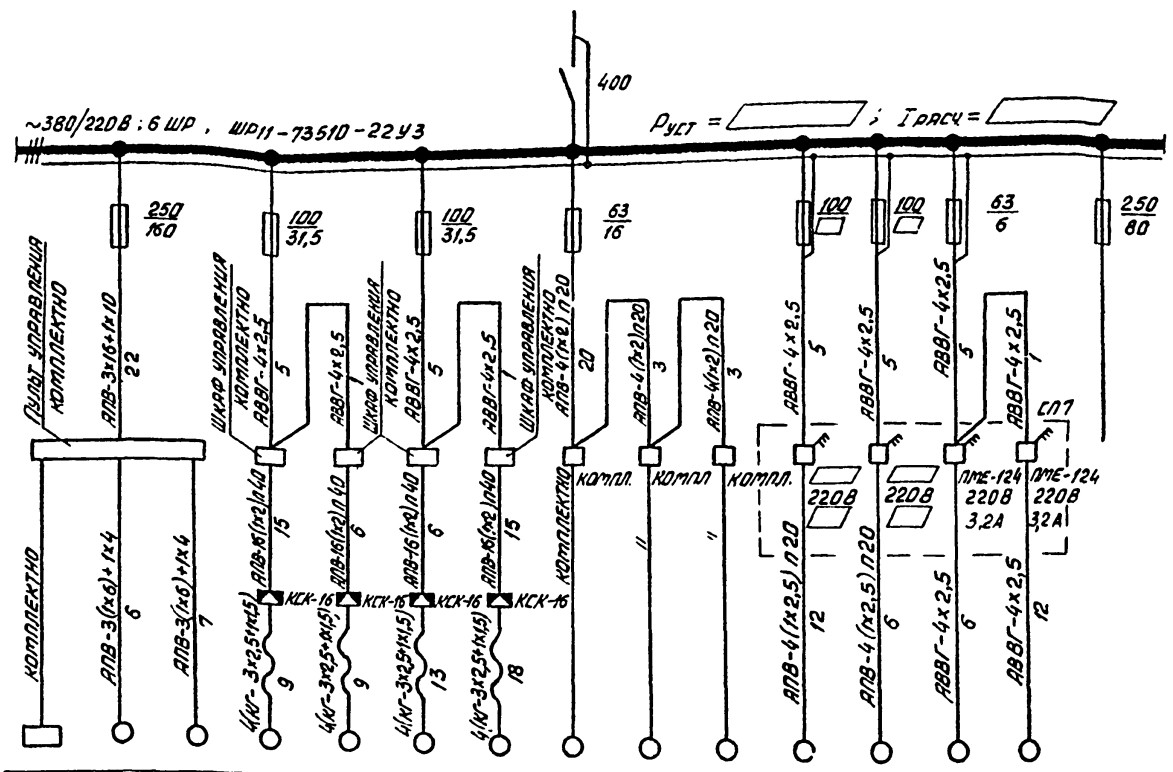 400
~380/220В; 6 ШР, ШР11-73510-22У3
Руст = ; Iрасч =
250/160
100/31,5
100/31,5
63/16
100
100
63/6
250/80
Пульт управления комплектно
АПВ-3х16+1х10
22
Шкаф управления комплектно
АВВГ-4х2,5
5
АВВГ-4х2,5
1
Шкаф управления комплектно
АВВГ-4х2,5
5
АВВГ-4х2,5
1
Шкаф управления комплектно
АПВ-4(1х2)п20
20
АПВ-4(1х2)п20
3
АПВ-4(1х2)п20
3
АВВГ-4х2,5
5
АВВГ-4х2,5
5
АВВГ-4х2,5
5
АВВГ-4х2,5
1
СП7
компл.
компл
компл.
220В
220В
ПМЕ-124
220В
3,2А
ПМЕ-124
220В
3,2А
комплектно
АПВ-3(1х6)+1х4
6
АПВ-3(1х6)+1х4
7
АПВ-16(1х2)п40
15
АПВ-16(1х2)п40
6
АПВ-16(1х2)п40
6
АПВ-16(1х2)п40
15
КСК-16
КСК-16
КСК-16
КСК-16
4(КГ-3х2,5+1х1,5)
9
4(КГ-3х2,5+1х1,5)
9
4(КГ-3х2,5+1х1,5)
13
4(КГ-3х2,5+1х1,5)
18
комплектно
"
"
АПВ-4(1х2,5)п20
12
АПВ-4(1х2,5)п20
6
АВВГ-4х2,5
6
АВВГ-4х2,5
12